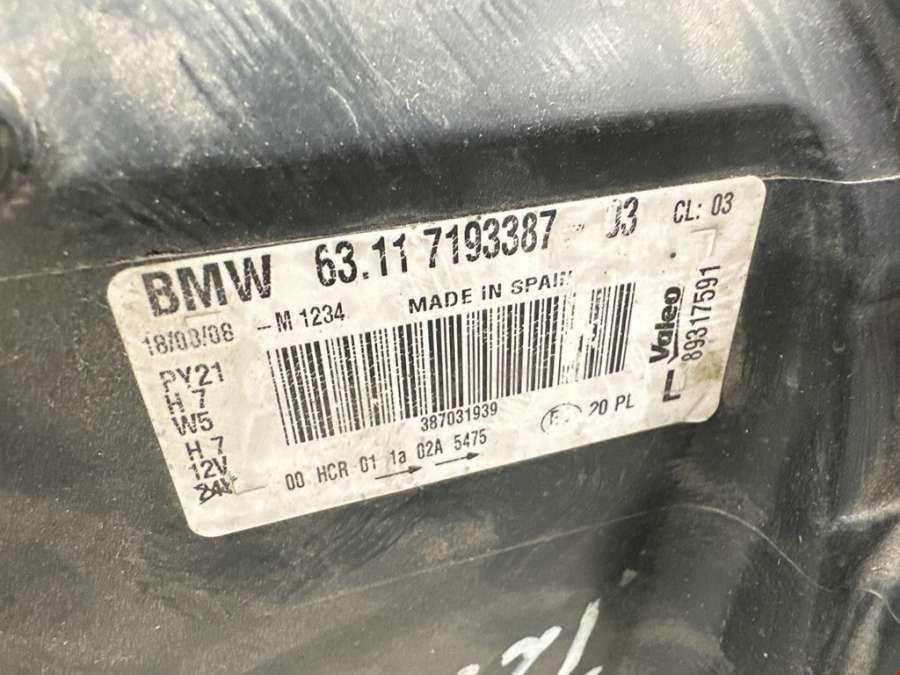 BMW 63.11 7193387 - 03 CL: 03
18/03/08 -M 1234 MADE IN SPAIN
PY21
H 7
W5
H 7
12V
24V
387031939
00 HCR 01 1a 02A 5475
20 PL
Valeo
89317591